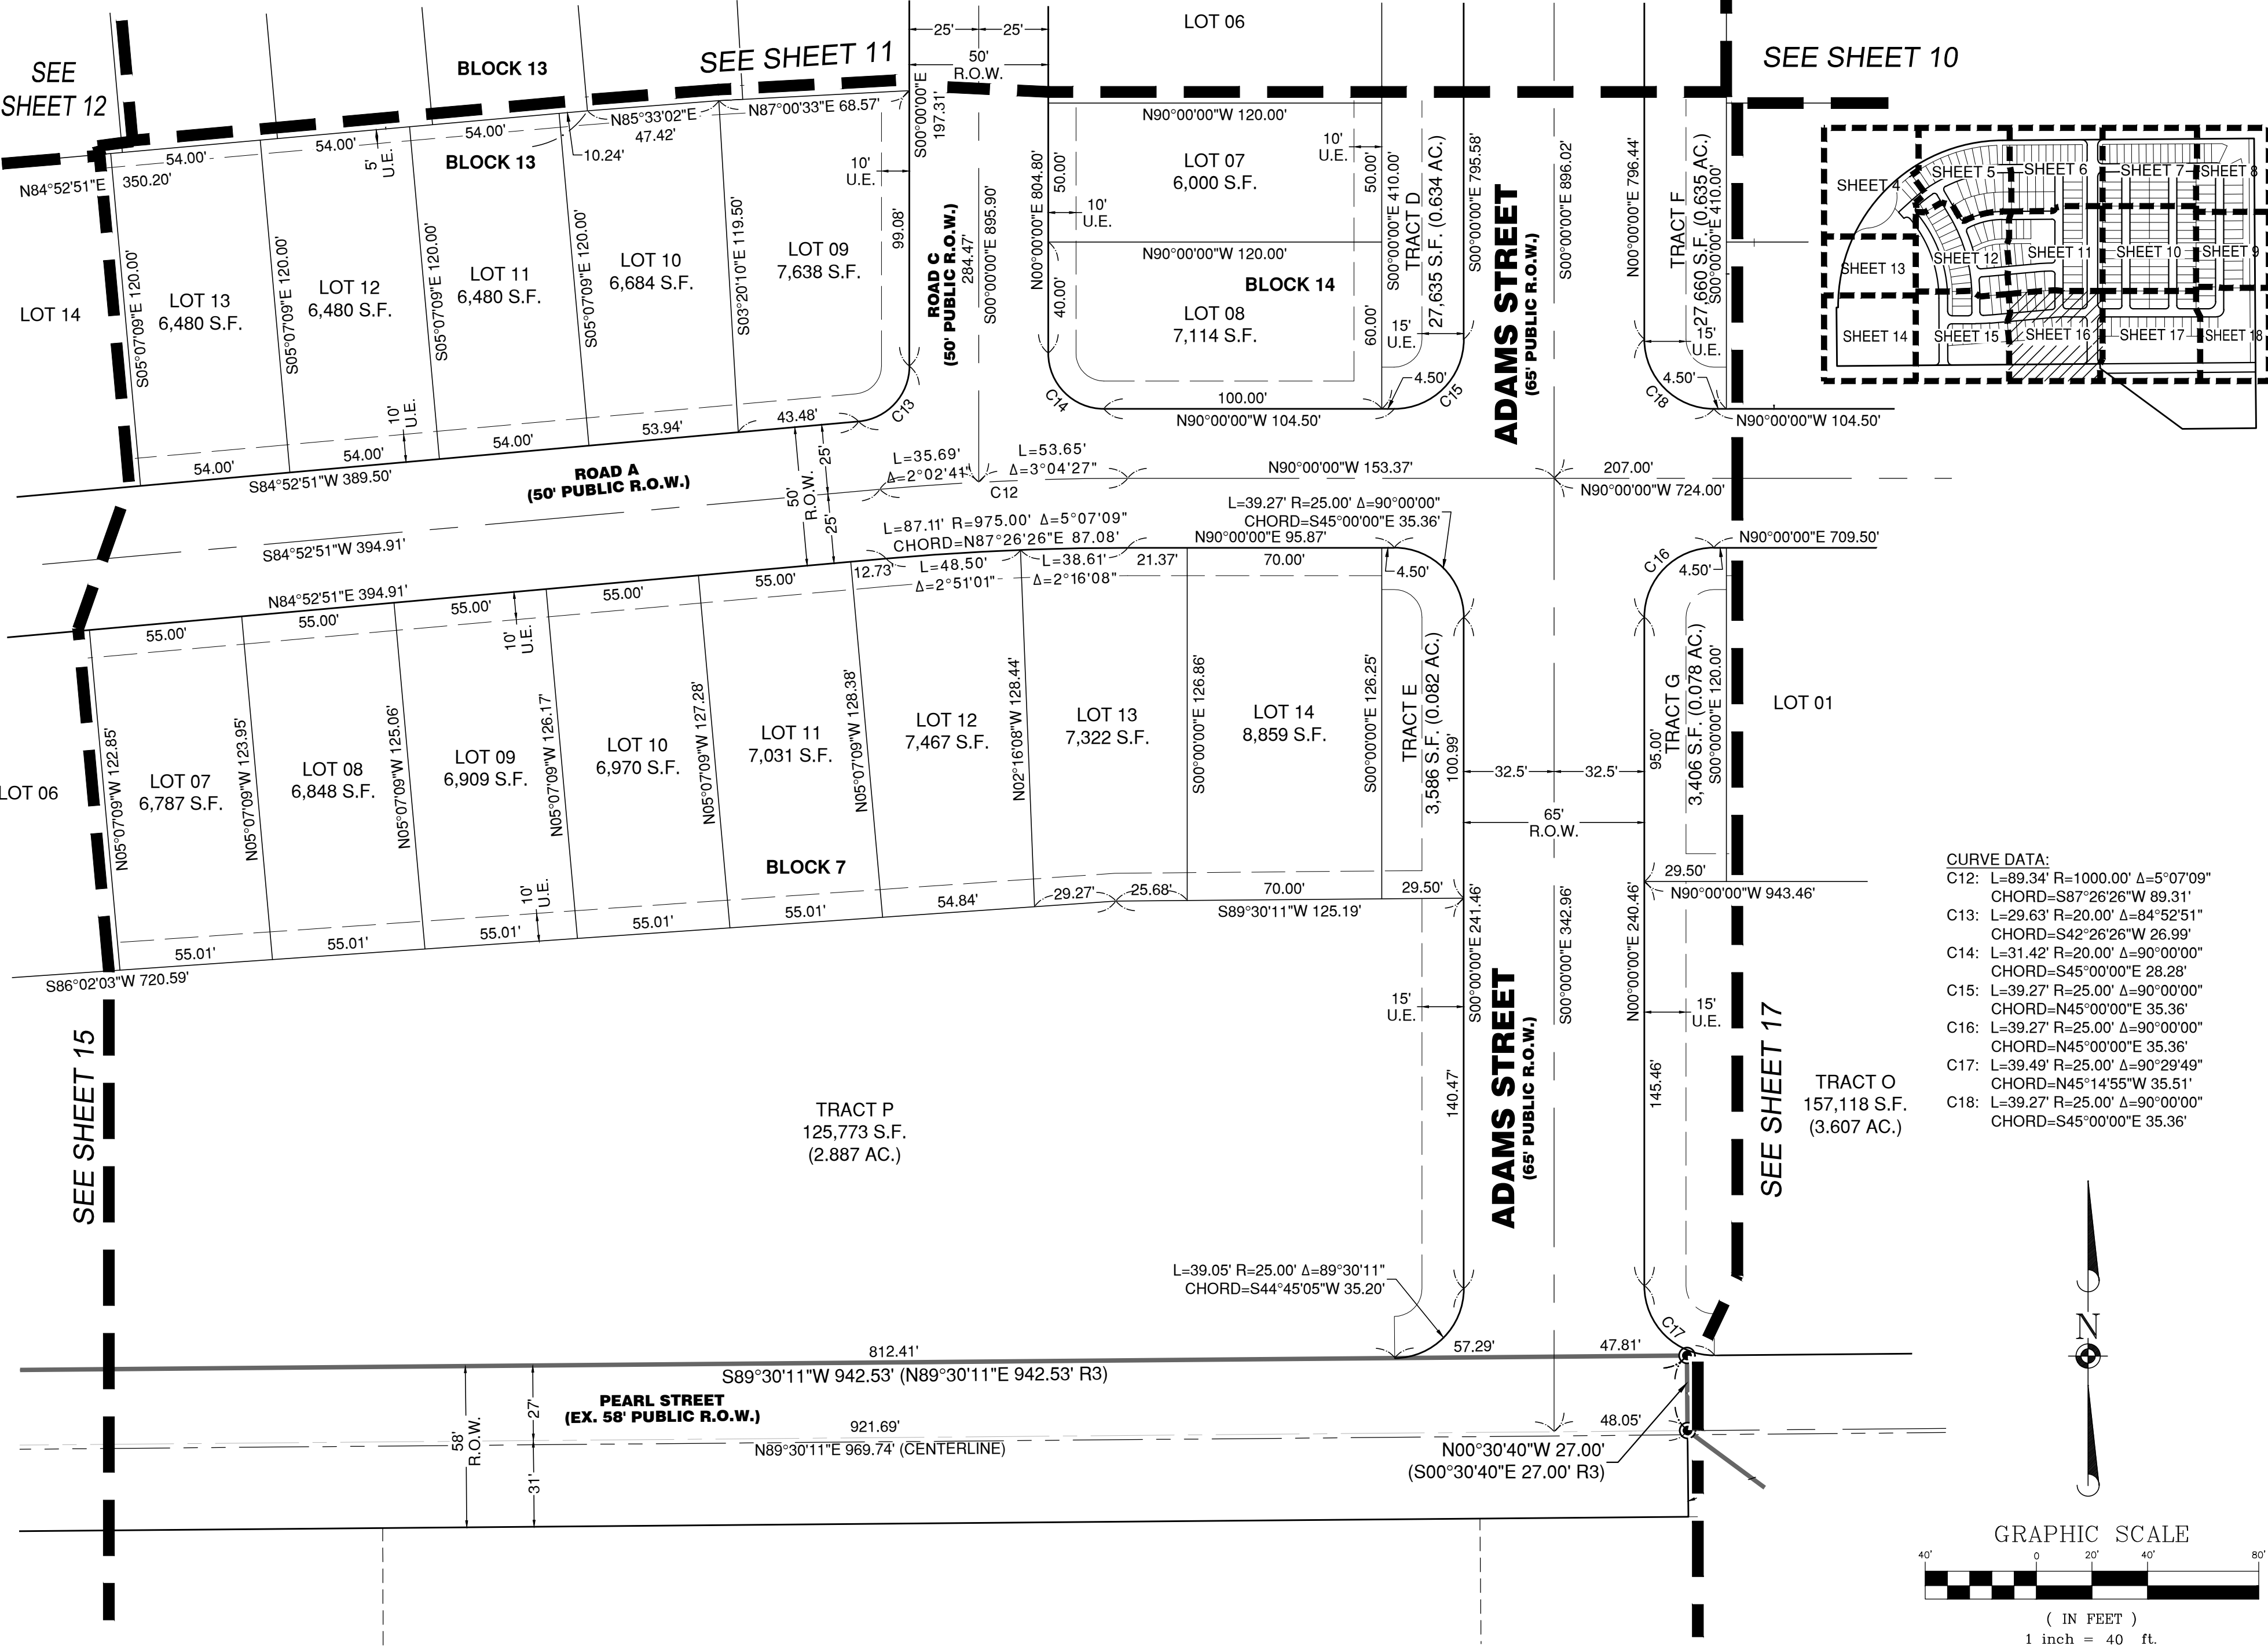 LOT 06
25'
25'
50'
R.O.W.
SEE SHEET 11
SEE SHEET 10
SEE
SHEET 12
BLOCK 13
N84°52'51"E 350.20'
54.00'
54.00'
54.00'
5'
U.E.
BLOCK 13
10.24'
N85°33'02"E
47.42'
N87°00'33"E 68.57'
S00°00'00"E
197.31'
10'
U.E.
99.08'
LOT 14
S05°07'09"E 120.00'
LOT 13
6,480 S.F.
S05°07'09"E 120.00'
LOT 12
6,480 S.F.
S05°07'09"E 120.00'
LOT 11
6,480 S.F.
S05°07'09"E 120.00'
LOT 10
6,684 S.F.
S03°20'10"E 119.50'
LOT 09
7,638 S.F.
10'
U.E.
54.00'
54.00'
54.00'
53.94'
43.48'
C13
S84°52'51"W 389.50'
ROAD A
(50' PUBLIC R.O.W.)
S84°52'51"W 394.91'
N84°52'51"E 394.91'
50'
R.O.W.
25'
25'
ROAD C
(50' PUBLIC R.O.W.)
284.47'
S00°00'00"E 895.90'
N00°00'00"E 804.80'
50.00'
40.00'
10'
U.E.
N90°00'00"W 120.00'
LOT 07
6,000 S.F.
10'
U.E.
50.00'
N90°00'00"W 120.00'
BLOCK 14
LOT 08
7,114 S.F.
60.00'
S00°00'00"E 410.00'
TRACT D
27,635 S.F. (0.634 AC.)
15'
U.E.
S00°00'00"E 795.58'
C14
100.00'
N90°00'00"W 104.50'
4.50'
C15
ADAMS STREET
(65' PUBLIC R.O.W.)
S00°00'00"E 896.02'
N00°00'00"E 796.44'
TRACT F
27,660 S.F. (0.635 AC.)
S00°00'00"E 410.00'
15'
U.E.
4.50'
C18
N90°00'00"W 104.50'
SHEET 4
SHEET 5
SHEET 6
SHEET 7
SHEET 8
SHEET 13
SHEET 12
SHEET 11
SHEET 10
SHEET 9
SHEET 14
SHEET 15
SHEET 16
SHEET 17
SHEET 18
L=35.69'
Δ=2°02'41"
L=53.65'
Δ=3°04'27"
C12
N90°00'00"W 153.37'
207.00'
N90°00'00"W 724.00'
L=39.27' R=25.00' Δ=90°00'00"
CHORD=S45°00'00"E 35.36'
L=87.11' R=975.00' Δ=5°07'09"
CHORD=N87°26'26"E 87.08'
N90°00'00"E 95.87'
N90°00'00"E 709.50'
C16
4.50'
4.50'
55.00'
55.00'
55.00'
55.00'
55.00'
12.73'
L=48.50'
Δ=2°51'01"
L=38.61'
Δ=2°16'08"
21.37'
70.00'
10'
U.E.
LOT 06
N05°07'09"W 122.85'
LOT 07
6,787 S.F.
N05°07'09"W 123.95'
LOT 08
6,848 S.F.
N05°07'09"W 125.06'
LOT 09
6,909 S.F.
N05°07'09"W 126.17'
LOT 10
6,970 S.F.
N05°07'09"W 127.28'
LOT 11
7,031 S.F.
N05°07'09"W 128.38'
LOT 12
7,467 S.F.
N02°16'08"W 128.44'
LOT 13
7,322 S.F.
S00°00'00"E 126.86'
LOT 14
8,859 S.F.
S00°00'00"E 126.25'
TRACT E
3,586 S.F. (0.082 AC.)
100.99'
32.5'
32.5'
65'
R.O.W.
95.00'
TRACT G
3,406 S.F. (0.078 AC.)
S00°00'00"E 120.00'
LOT 01
BLOCK 7
10'
U.E.
55.01'
55.01'
55.01'
55.01'
55.01'
54.84'
29.27'
25.68'
70.00'
29.50'
S86°02'03"W 720.59'
S89°30'11"W 125.19'
29.50'
N90°00'00"W 943.46'
S00°00'00"E 241.46'
S00°00'00"E 342.96'
N00°00'00"E 240.46'
15'
U.E.
15'
U.E.
ADAMS STREET
(65' PUBLIC R.O.W.)
140.47'
145.46'
SEE SHEET 15
SEE SHEET 17
TRACT P
125,773 S.F.
(2.887 AC.)
TRACT O
157,118 S.F.
(3.607 AC.)
CURVE DATA:
C12: L=89.34' R=1000.00' Δ=5°07'09"
CHORD=S87°26'26"W 89.31'
C13: L=29.63' R=20.00' Δ=84°52'51"
CHORD=S42°26'26"W 26.99'
C14: L=31.42' R=20.00' Δ=90°00'00"
CHORD=S45°00'00"E 28.28'
C15: L=39.27' R=25.00' Δ=90°00'00"
CHORD=N45°00'00"E 35.36'
C16: L=39.27' R=25.00' Δ=90°00'00"
CHORD=N45°00'00"E 35.36'
C17: L=39.49' R=25.00' Δ=90°29'49"
CHORD=N45°14'55"W 35.51'
C18: L=39.27' R=25.00' Δ=90°00'00"
CHORD=S45°00'00"E 35.36'
L=39.05' R=25.00' Δ=89°30'11"
CHORD=S44°45'05"W 35.20'
C17
812.41'
57.29'
47.81'
S89°30'11"W 942.53' (N89°30'11"E 942.53' R3)
PEARL STREET
(EX. 58' PUBLIC R.O.W.)
58'
R.O.W.
27'
31'
921.69'
N89°30'11"E 969.74' (CENTERLINE)
48.05'
N00°30'40"W 27.00'
(S00°30'40"E 27.00' R3)
N
GRAPHIC SCALE
40' 0 20' 40' 80'
( IN FEET )
1 inch = 40 ft.